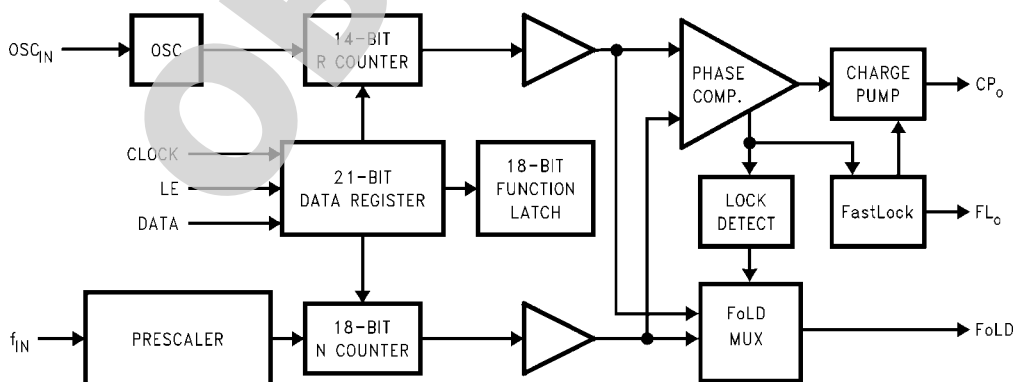 OSC_IN
OSC
14-BIT
R COUNTER
PHASE
COMP.
CHARGE
PUMP
CP_o
CLOCK
LE
DATA
21-BIT
DATA REGISTER
18-BIT
FUNCTION
LATCH
LOCK
DETECT
FastLock
FL_o
f_IN
PRESCALER
18-BIT
N COUNTER
FoLD
MUX
FoLD